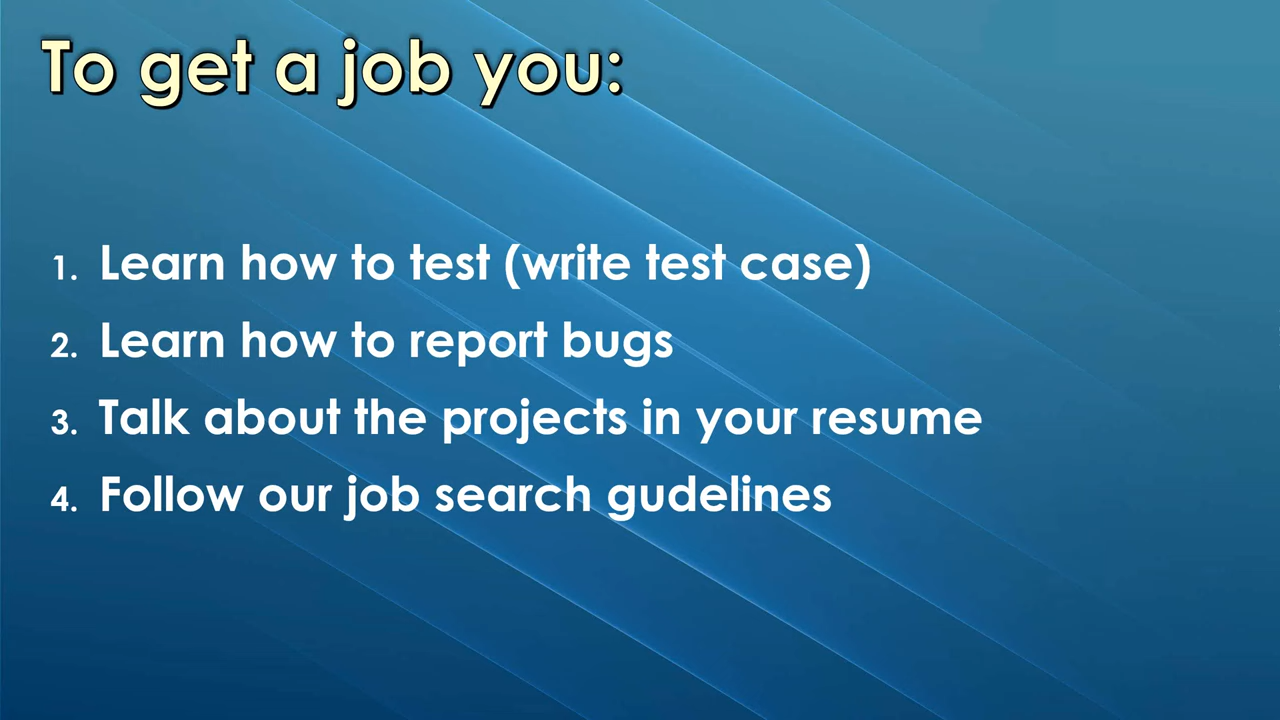 To get a job you:
1. Learn how to test (write test case)
2. Learn how to report bugs
3. Talk about the projects in your resume
4. Follow our job search gudelines